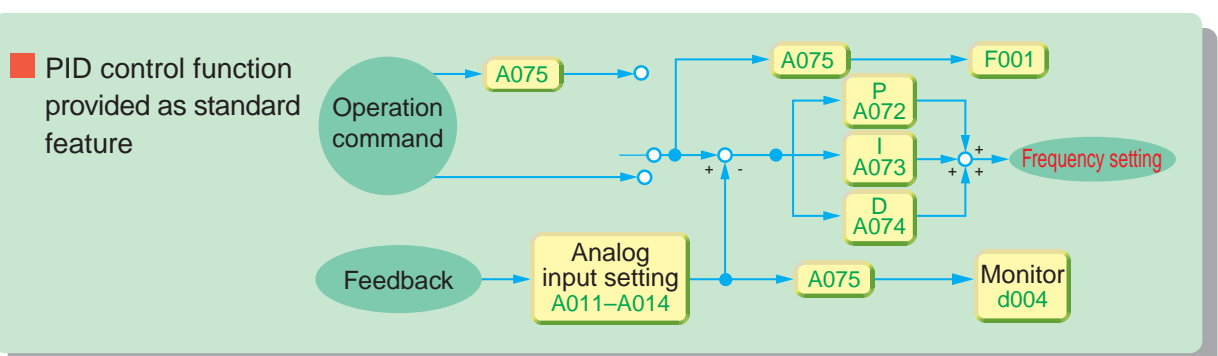 PID control function
provided as standard
feature
Operation
command
A075
A075
F001
P
A072
I
A073
D
A074
+
-
+
+
+
Frequency setting
Feedback
Analog
input setting
A011–A014
A075
Monitor
d004